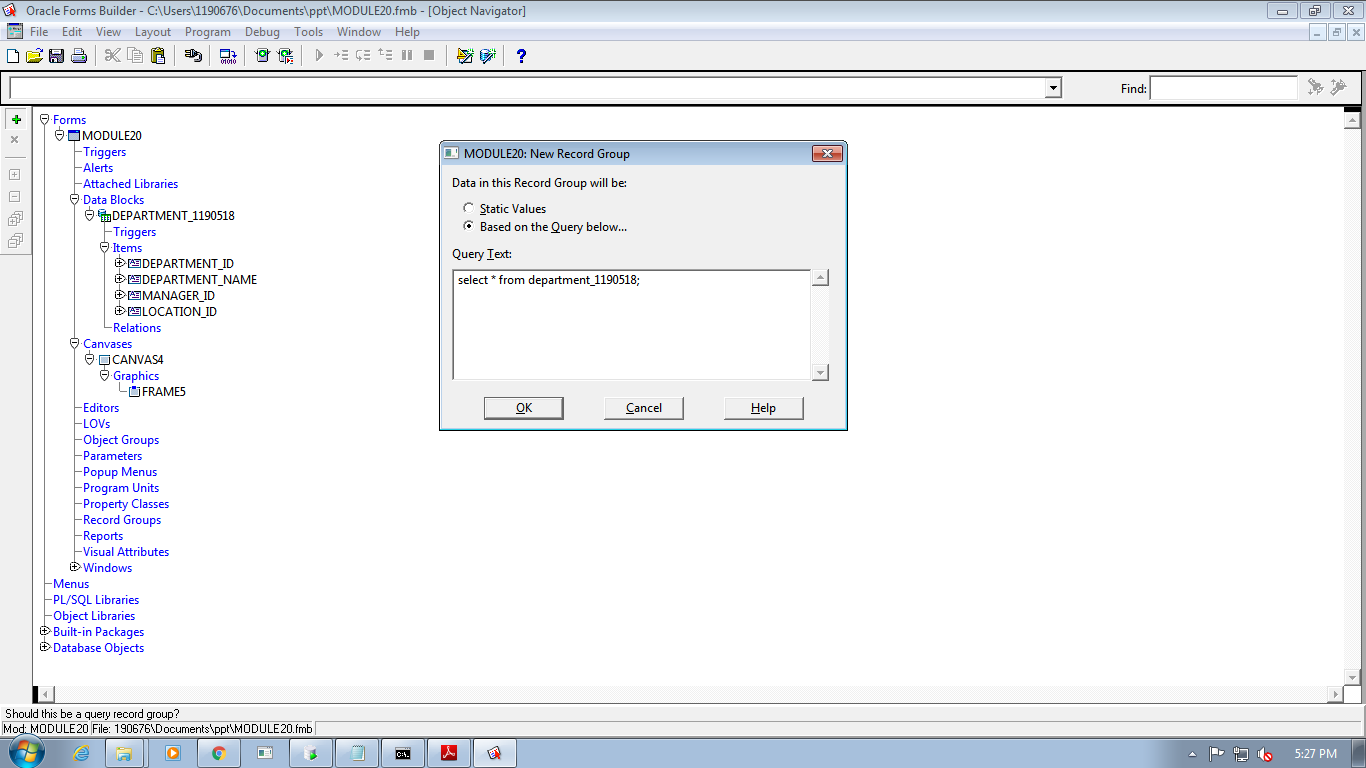 Oracle Forms Builder - C:\Users\1190676\Documents\ppt\MODULE20.fmb - [Object Navigator]
File Edit View Layout Program Debug Tools Window Help
Find:
Forms
MODULE20
Triggers
Alerts
Attached Libraries
Data Blocks
DEPARTMENT_1190518
Triggers
Items
DEPARTMENT_ID
DEPARTMENT_NAME
MANAGER_ID
LOCATION_ID
Relations
Canvases
CANVAS4
Graphics
FRAME5
Editors
LOVs
Object Groups
Parameters
Popup Menus
Program Units
Property Classes
Record Groups
Reports
Visual Attributes
Windows
Menus
PL/SQL Libraries
Object Libraries
Built-in Packages
Database Objects
MODULE20: New Record Group
Data in this Record Group will be:
Static Values
Based on the Query below...
Query Text:
select * from department_1190518;
OK Cancel Help
Should this be a query record group?
Mod: MODULE20 File: 190676\Documents\ppt\MODULE20.fmb
5:27 PM